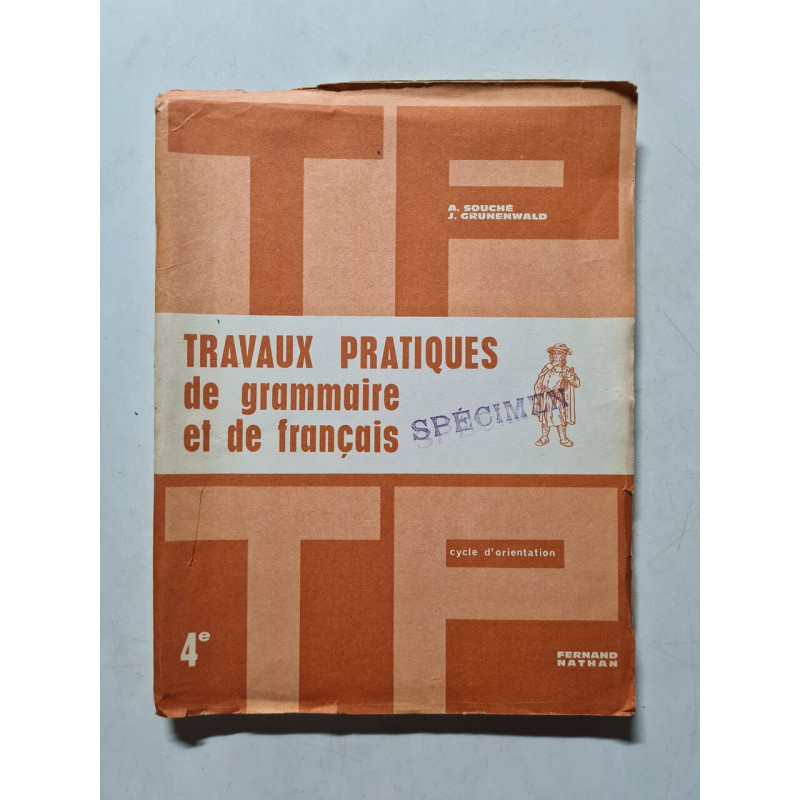 TP
A. SOUCHÉ
J. GRUNENWALD
TRAVAUX PRATIQUES
de grammaire
et de français
SPÉCIMEN
TP
cycle d'orientation
4e
FERNAND
NATHAN